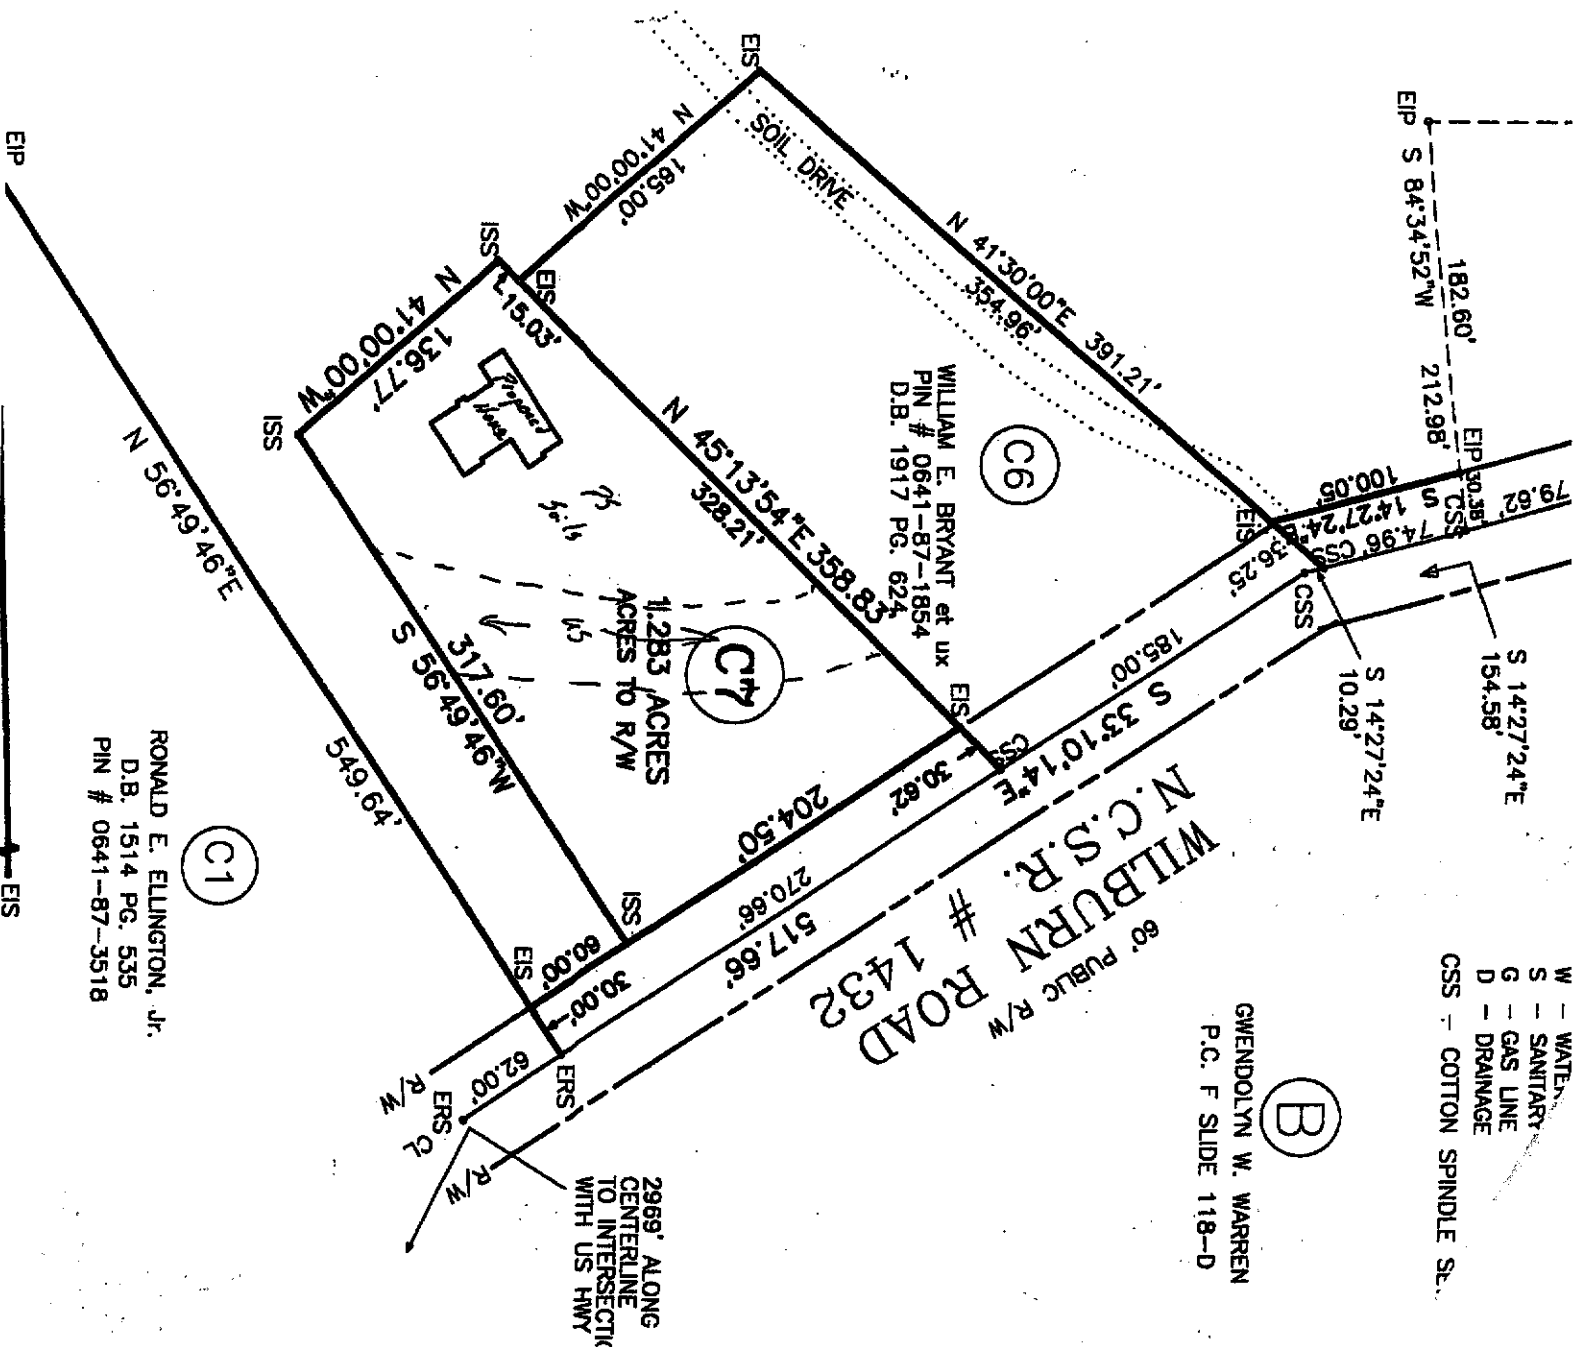 W - WATER
S - SANITARY
G - GAS LINE
D - DRAINAGE
CSS - COTTON SPINDLE SE
B
GWENDOLYN W. WARREN
P.C. F SLIDE 118-D
EIP
S 84°34'52"W
182.60'
212.98'
EIP
30.38'
CSS
79.62'
100.05'
S 14°27'24"E
74.96'
CSS
S 14°27'24"E
154.58'
S 14°27'24"E
10.29'
CSS
36.25'
EIS
EIS
SOIL DRIVE
N 41°30'00"E 391.21'
354.96'
N 41°00'00"W
165.00'
C6
WILLIAM E. BRYANT et ux
PIN # 0641-87-1854
D.B. 1917 PG. 624
185.00'
S 33°10'14"E
517.66'
270.66'
WILBURN ROAD
N.C.S.R. # 1432
60' PUBLIC R/W
EIS
CSS
30.62'
ISS
EIS
15.03'
N 45°13'54"E 358.83'
328.21'
N 41°00'00"W
136.77'
Proposed
House
PS
Soils
US
C7
1.283 ACRES
ACRES TO R/W
204.50'
ISS
317.60'
S 56°49'46"W
ISS
60.00'
EIS
30.00'
ERS
62.00'
R/W
ERS
CL
R/W
2969' ALONG
CENTERLINE
TO INTERSECTIO
WITH US HWY
EIP
N 56°49'46"E
549.64'
C1
RONALD E. ELLINGTON, Jr.
D.B. 1514 PG. 535
PIN # 0641-87-3518
EIS